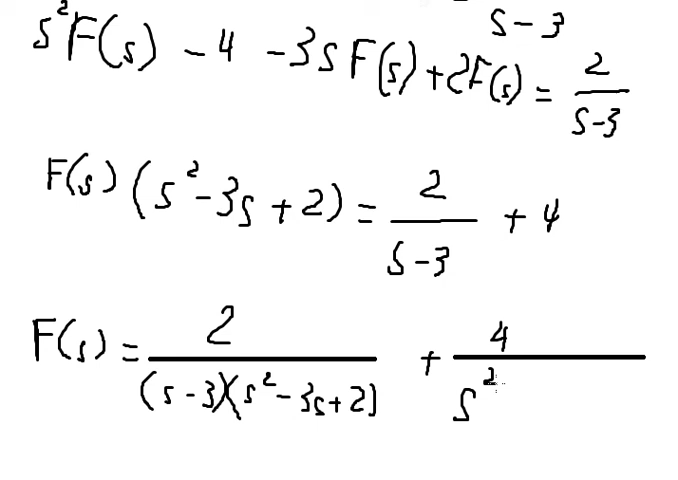 s - 3
s²F(s) - 4 - 3s F(s) + 2F(s) = 2/(s-3)
F(s) (s² - 3s + 2) = 2/(s-3) + 4
F(s) = 2/((s-3)(s² - 3s + 2)) + 4/s²